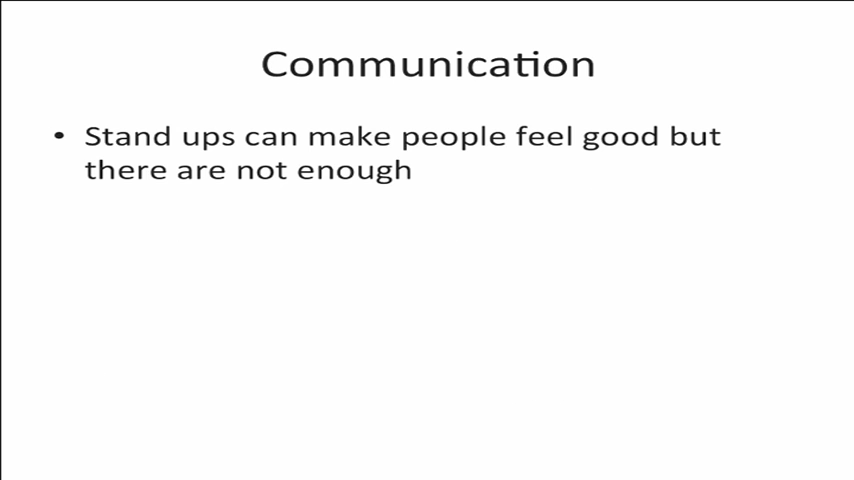 Communication
• Stand ups can make people feel good but
there are not enough